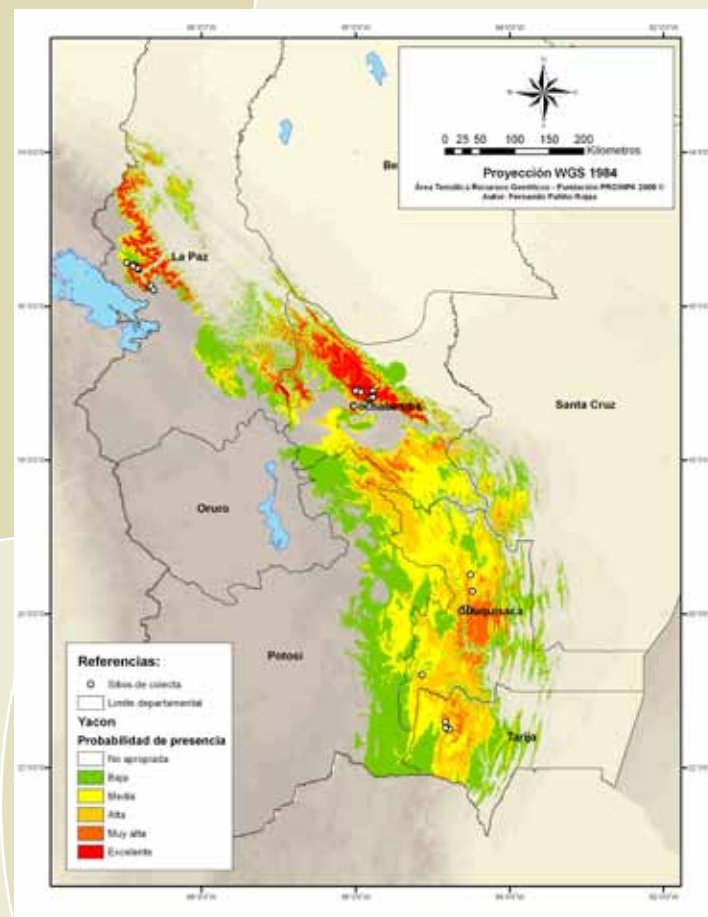 0 25 50 100 150 200
Kilometros
Proyección WGS 1984
Área Temática Recursos Genéticos - Fundación PROINPA 2009 ©
Autor: Fernando Patiño Rojas
La Paz
Santa Cruz
Cochabamba
Oruro
Chuquisaca
Potosí
Tarija
Referencias:
Sitios de colecta
Limite departamental
Yacon
Probabilidad de presencia
No apropiada
Baja
Media
Alta
Muy alta
Excelente